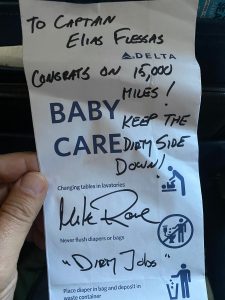 TO CAPTAIN
ELIAS FLESSAS
DELTA
CONGRATS ON 15,000
MILES!
BABY
CARE
KEEP THE
DIRTY SIDE
DOWN!
Changing tables in lavatories
Mike Rowe
Never flush diapers or bags
"DIRTY JOBS"
Place diaper in bag and deposit in
waste container